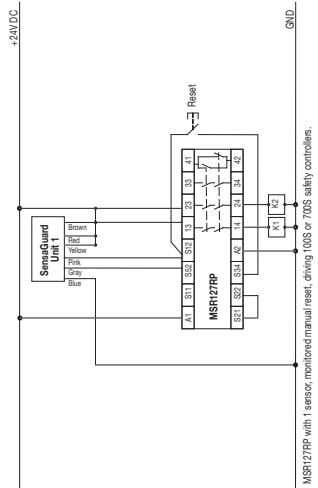 +24V DC
GND
SensaGuard
Unit 1
Brown
Red
Yellow
Pink
Gray
Blue
Reset
A1
S11
S52
S12
13
23
33
41
MSR127RP
S21
S22
S34
A2
14
24
34
42
K1
K2
MSR127RP with 1 sensor, monitored manual reset, driving 100S or 700S safety controllers.